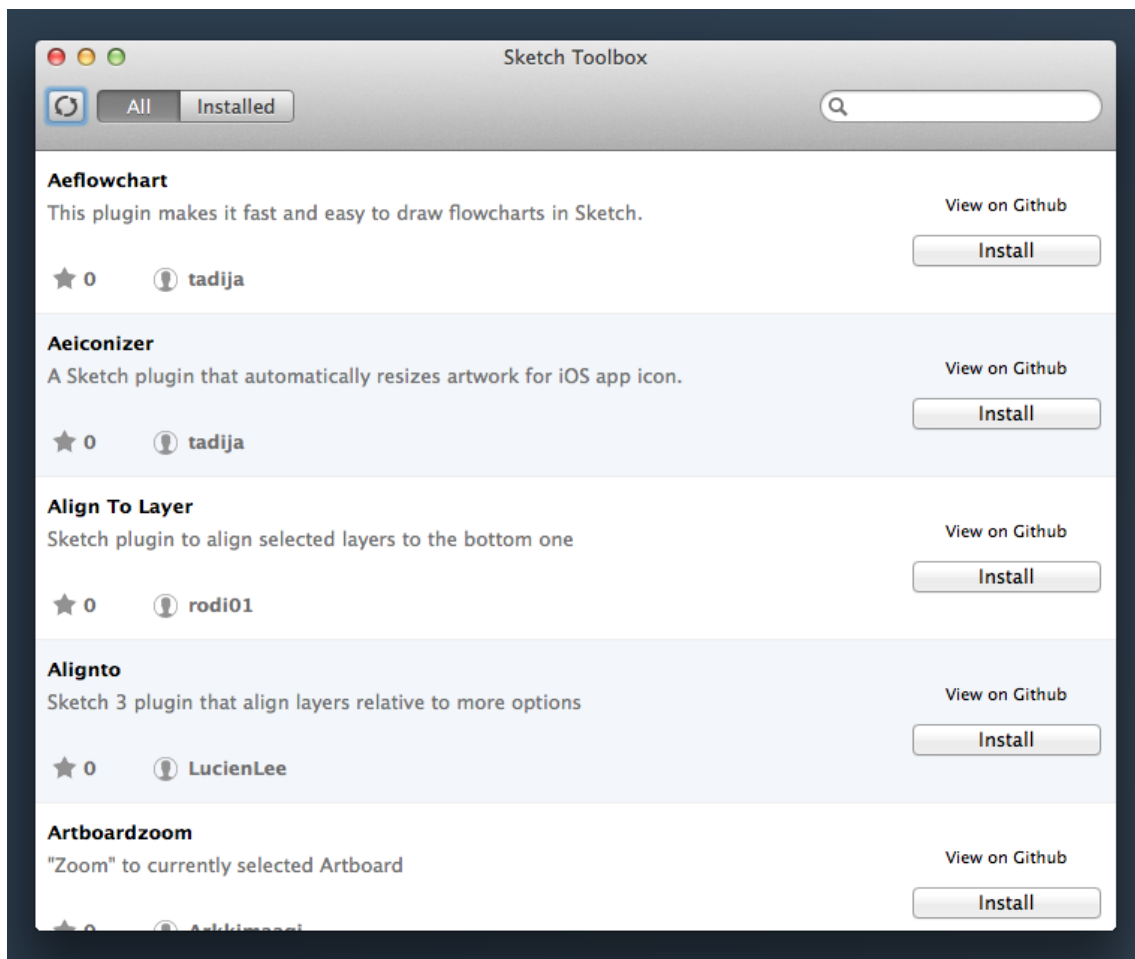 Sketch Toolbox
All Installed
Aeflowchart
This plugin makes it fast and easy to draw flowcharts in Sketch.
View on Github
Install
0 tadija
Aeiconizer
A Sketch plugin that automatically resizes artwork for iOS app icon.
View on Github
Install
0 tadija
Align To Layer
Sketch plugin to align selected layers to the bottom one
View on Github
Install
0 rodi01
Alignto
Sketch 3 plugin that align layers relative to more options
View on Github
Install
0 LucienLee
Artboardzoom
"Zoom" to currently selected Artboard
View on Github
Install